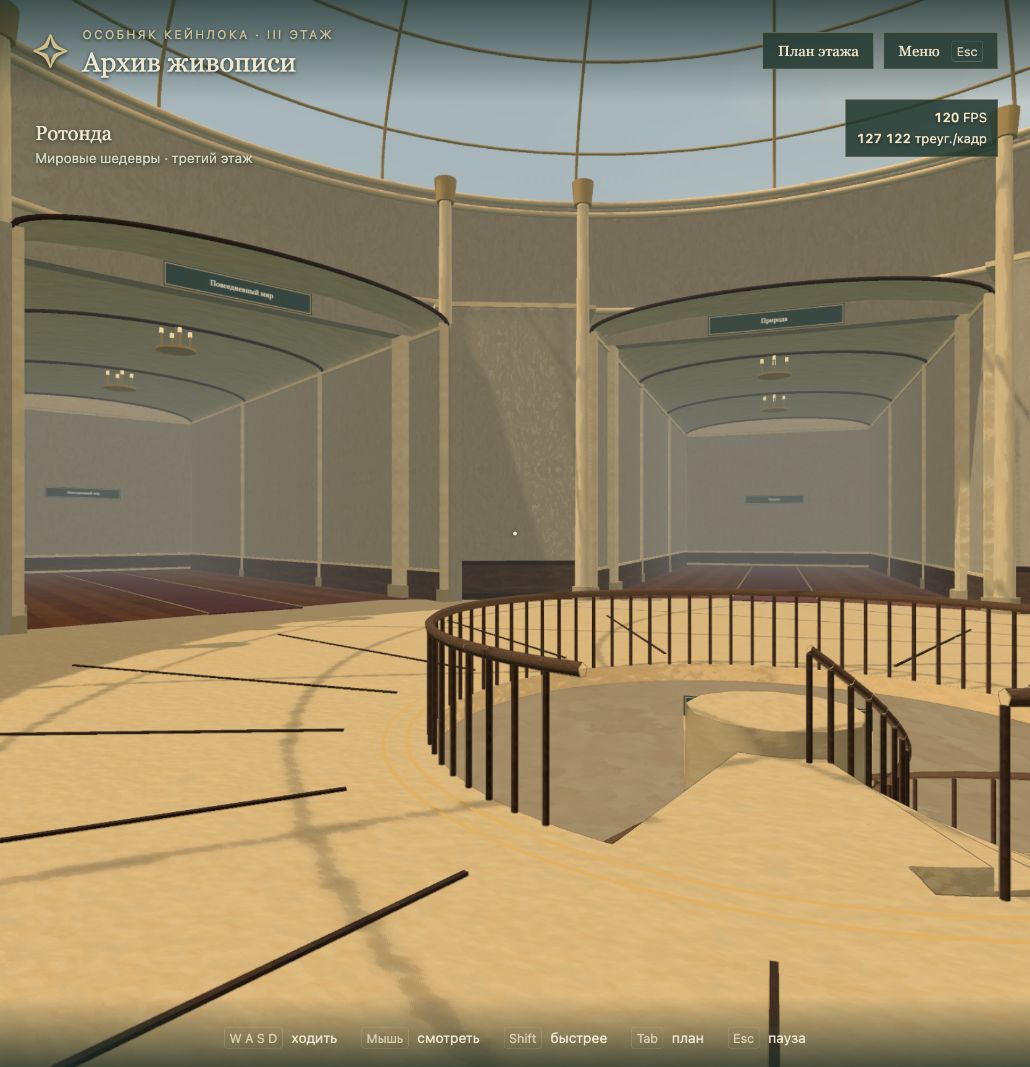 ОСОБНЯК КЕЙНЛОКА · III ЭТАЖ
Архив живописи
План этажа
Меню Esc
120 FPS
127 122 треуг./кадр
Ротонда
Мировые шедевры · третий этаж
Повседневный мир
Природа
W A S D ходить Мышь смотреть Shift быстрее Tab план Esc пауза